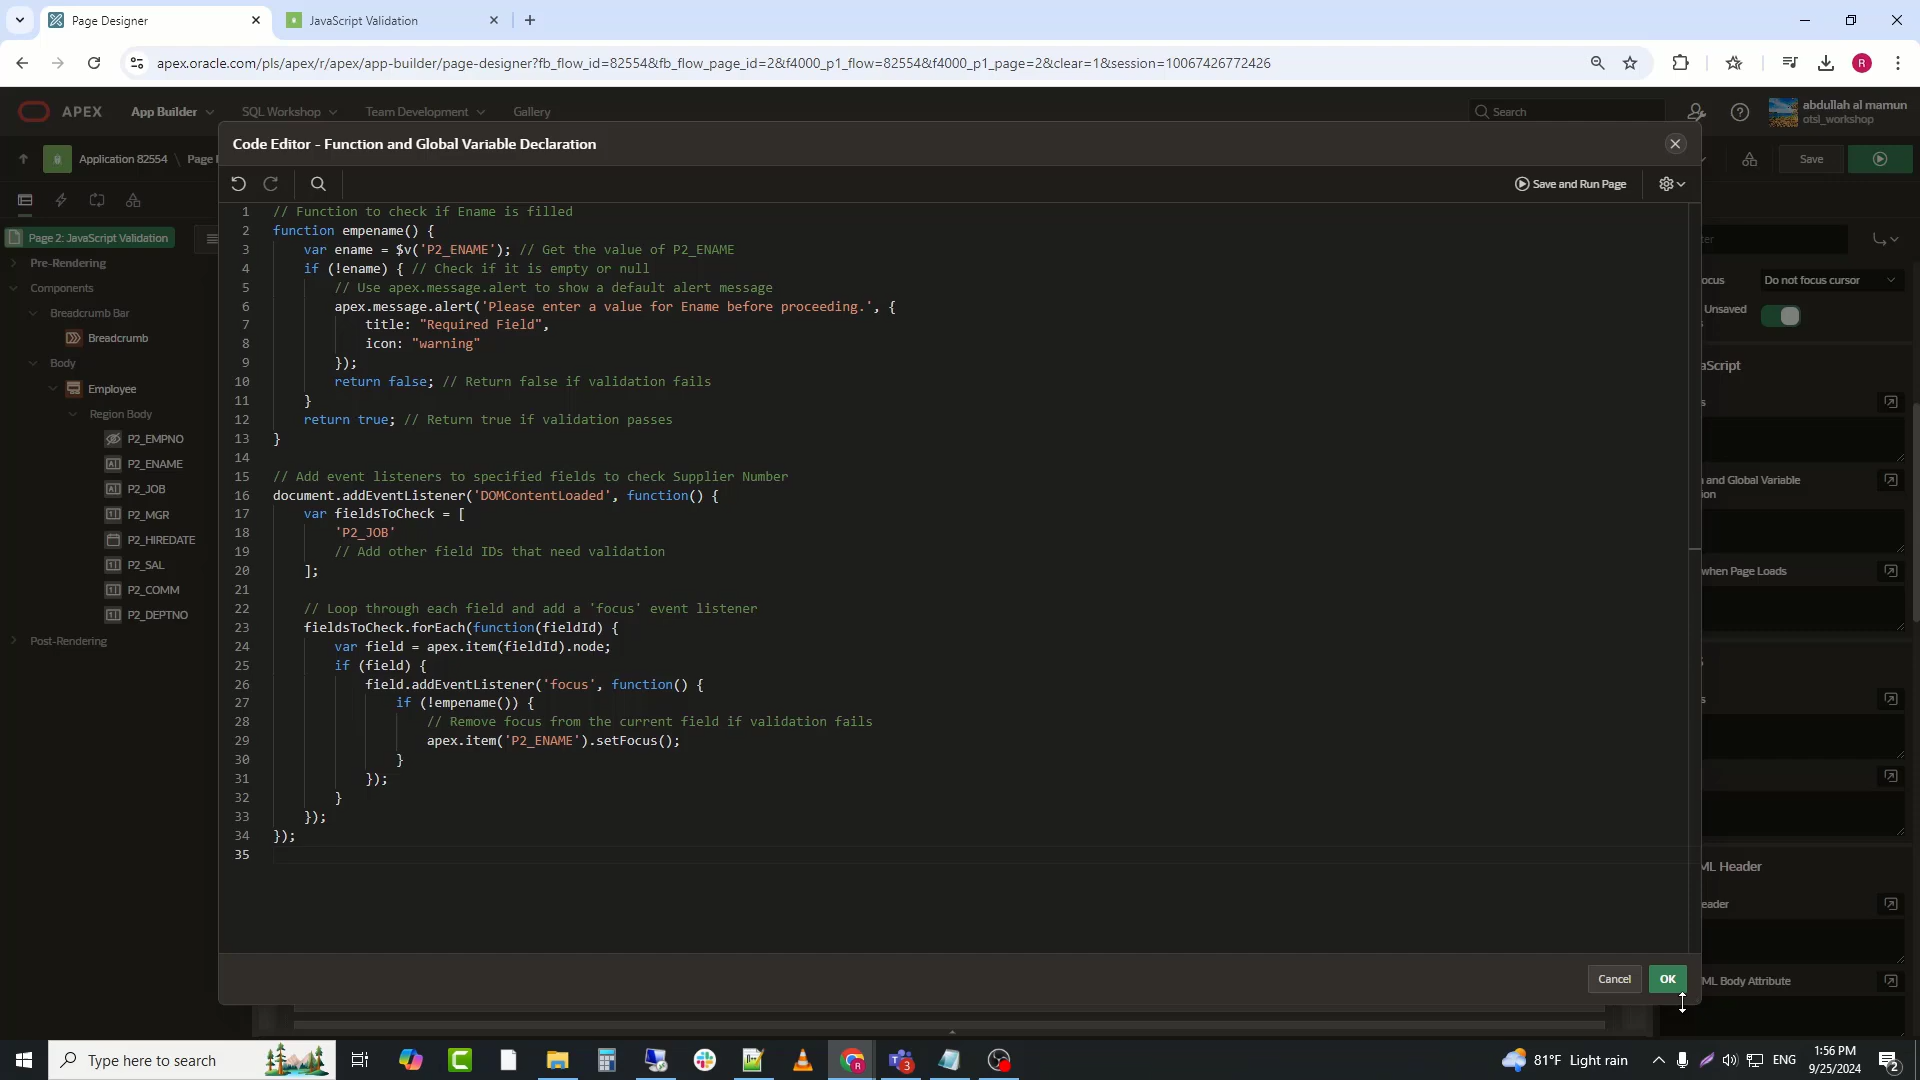 Page Designer
JavaScript Validation
apex.oracle.com/pls/apex/r/apex/app-builder/page-designer?fb_flow_id=82554&fb_flow_page_id=2&f4000_p1_flow=82554&f4000_p1_page=2&clear=1&session=10067426772426
R
APEX
App Builder
SQL Workshop
Team Development
Gallery
Search
abdullah al mamun
otsl_workshop
Application 82554 \ Page
Save
Code Editor - Function and Global Variable Declaration
Save and Run Page
Page 2: JavaScript Validation
Pre-Rendering
Components
Breadcrumb Bar
Breadcrumb
Body
Employee
Region Body
P2_EMPNO
P2_ENAME
P2_JOB
P2_MGR
P2_HIREDATE
P2_SAL
P2_COMM
P2_DEPTNO
Post-Rendering
1 // Function to check if Ename is filled
2 function empename() {
3 var ename = $v('P2_ENAME'); // Get the value of P2_ENAME
4 if (!ename) { // Check if it is empty or null
5 // Use apex.message.alert to show a default alert message
6 apex.message.alert('Please enter a value for Ename before proceeding.', {
7 title: "Required Field",
8 icon: "warning"
9 });
10 return false; // Return false if validation fails
11 }
12 return true; // Return true if validation passes
13 }
14
15 // Add event listeners to specified fields to check Supplier Number
16 document.addEventListener('DOMContentLoaded', function() {
17 var fieldsToCheck = [
18 'P2_JOB'
19 // Add other field IDs that need validation
20 ];
21
22 // Loop through each field and add a 'focus' event listener
23 fieldsToCheck.forEach(function(fieldId) {
24 var field = apex.item(fieldId).node;
25 if (field) {
26 field.addEventListener('focus', function() {
27 if (!empename()) {
28 // Remove focus from the current field if validation fails
29 apex.item('P2_ENAME').setFocus();
30 }
31 });
32 }
33 });
34 });
35
Do not focus cursor
Unsaved
and Global Variable
when Page Loads
ML Header
eader
ML Body Attribute
Cancel
OK
Type here to search
3
R
81°F Light rain
ENG
1:56 PM
9/25/2024
2